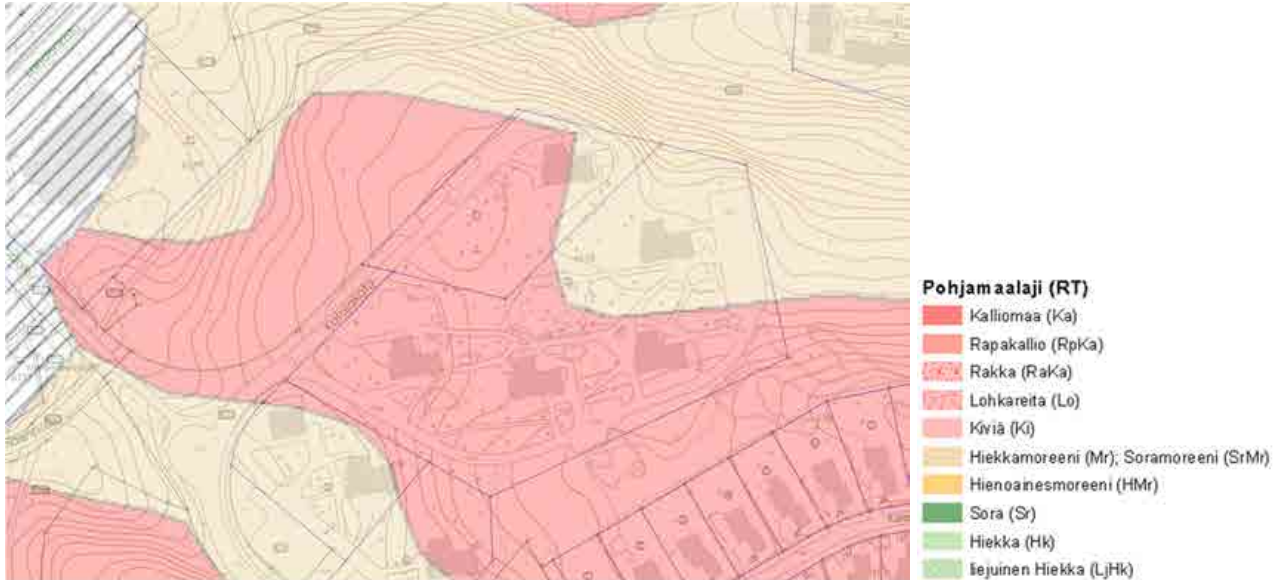 Pohjamaalaji (RT)
Kalliomaa (Ka)
Rapakallio (RpKa)
Rakka (RaKa)
Lohkareita (Lo)
Kiviä (Ki)
Hiekkamoreeni (Mr); Soramoreeni (SrMr)
Hienoainesmoreeni (HMr)
Sora (Sr)
Hiekka (Hk)
liejuinen Hiekka (LjHk)